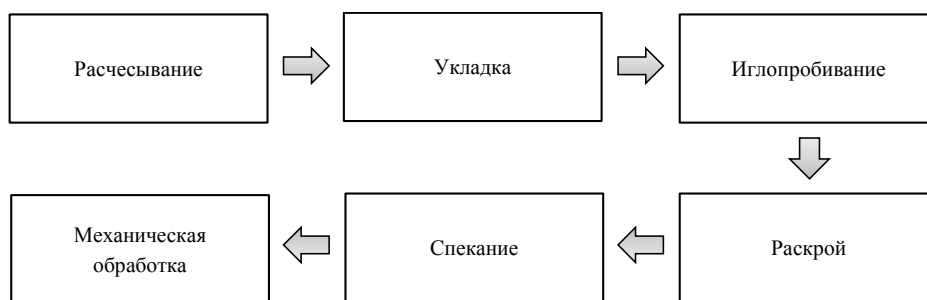 Расчесывание
Укладка
Иглопробивание
Механическая
обработка
Спекание
Раскрой